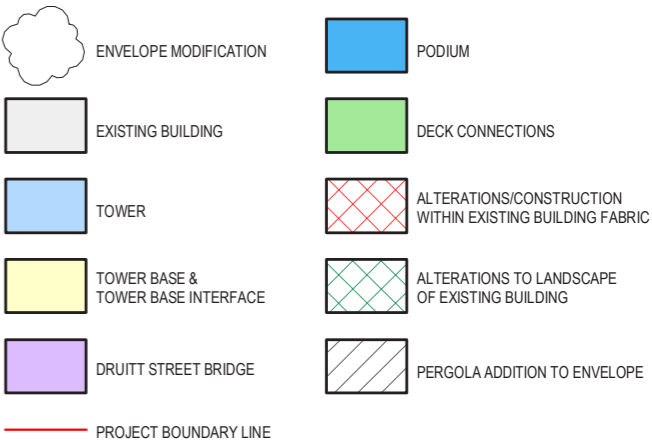 ENVELOPE MODIFICATION
EXISTING BUILDING
TOWER
TOWER BASE &
TOWER BASE INTERFACE
DRUITT STREET BRIDGE
PROJECT BOUNDARY LINE
PODIUM
DECK CONNECTIONS
ALTERATIONS/CONSTRUCTION
WITHIN EXISTING BUILDING FABRIC
ALTERATIONS TO LANDSCAPE
OF EXISTING BUILDING
PERGOLA ADDITION TO ENVELOPE